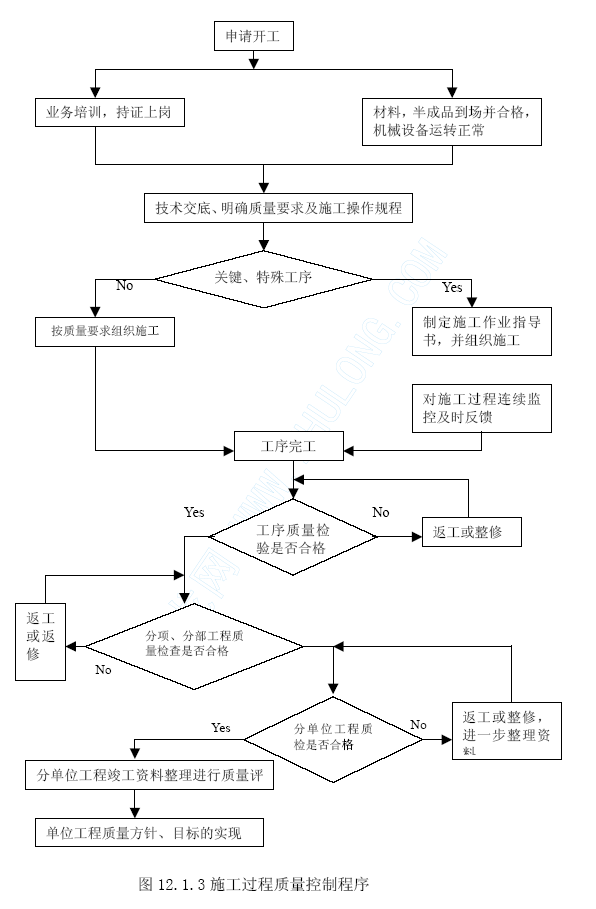 申请开工
业务培训，持证上岗
材料，半成品到场并合格，
机械设备运转正常
技术交底、明确质量要求及施工操作规程
关键、特殊工序
No
Yes
按质量要求组织施工
制定施工作业指导
书，并组织施工
对施工过程连续监
控及时反馈
工序完工
Yes
No
工序质量检
验是否合格
返工或整修
返工
或返
修
分项、分部工程质
量检查是否合格
No
分单位工程质
检是否合格
Yes
No
返工或整修，
进一步整理资
料
分单位工程竣工资料整理进行质量评
单位工程质量方针、目标的实现
图 12.1.3 施工过程质量控制程序